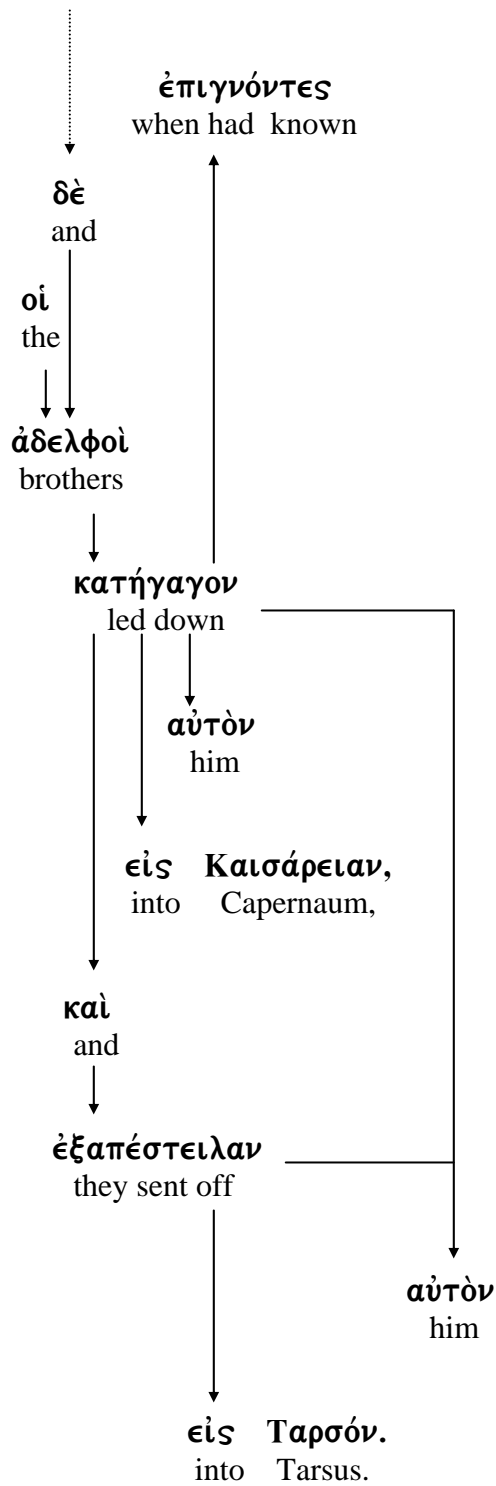 ἐπιγνόντες
when had known
δὲ
and
οἱ
the
ἀδελφοὶ
brothers
κατήγαγον
led down
αὐτὸν
him
εἰς Καισάρειαν,
into Capernaum,
καὶ
and
ἐξαπέστειλαν
they sent off
αὐτὸν
him
εἰς Ταρσόν.
into Tarsus.